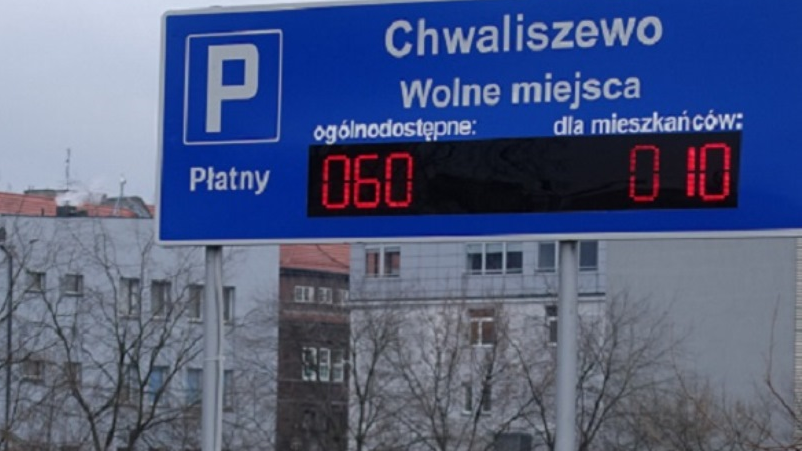 P
Chwaliszewo
Wolne miejsca
ogólnodostępne: dla mieszkańców:
Płatny
060 010